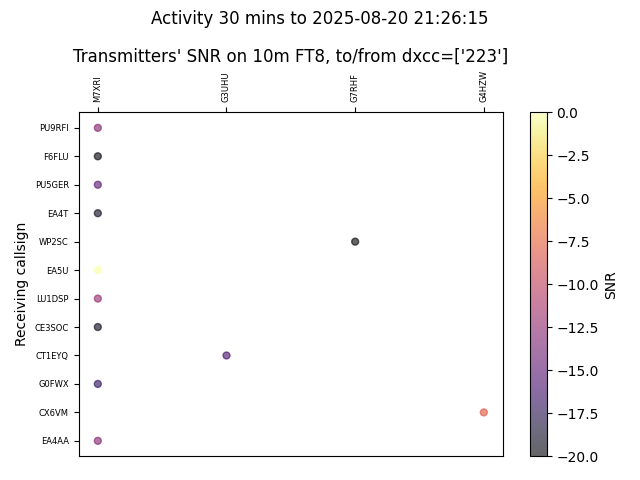 Activity 30 mins to 2025-08-20 21:26:15
Transmitters' SNR on 10m FT8, to/from dxcc=['223']
M7XRI
G3UHU
G7RHF
G4HZW
PU9RFI
F6FLU
PU5GER
EA4T
WP2SC
EA5U
LU1DSP
CE3SOC
CT1EYQ
G0FWX
CX6VM
EA4AA
Receiving callsign
0.0
−2.5
−5.0
−7.5
−10.0
−12.5
−15.0
−17.5
−20.0
SNR